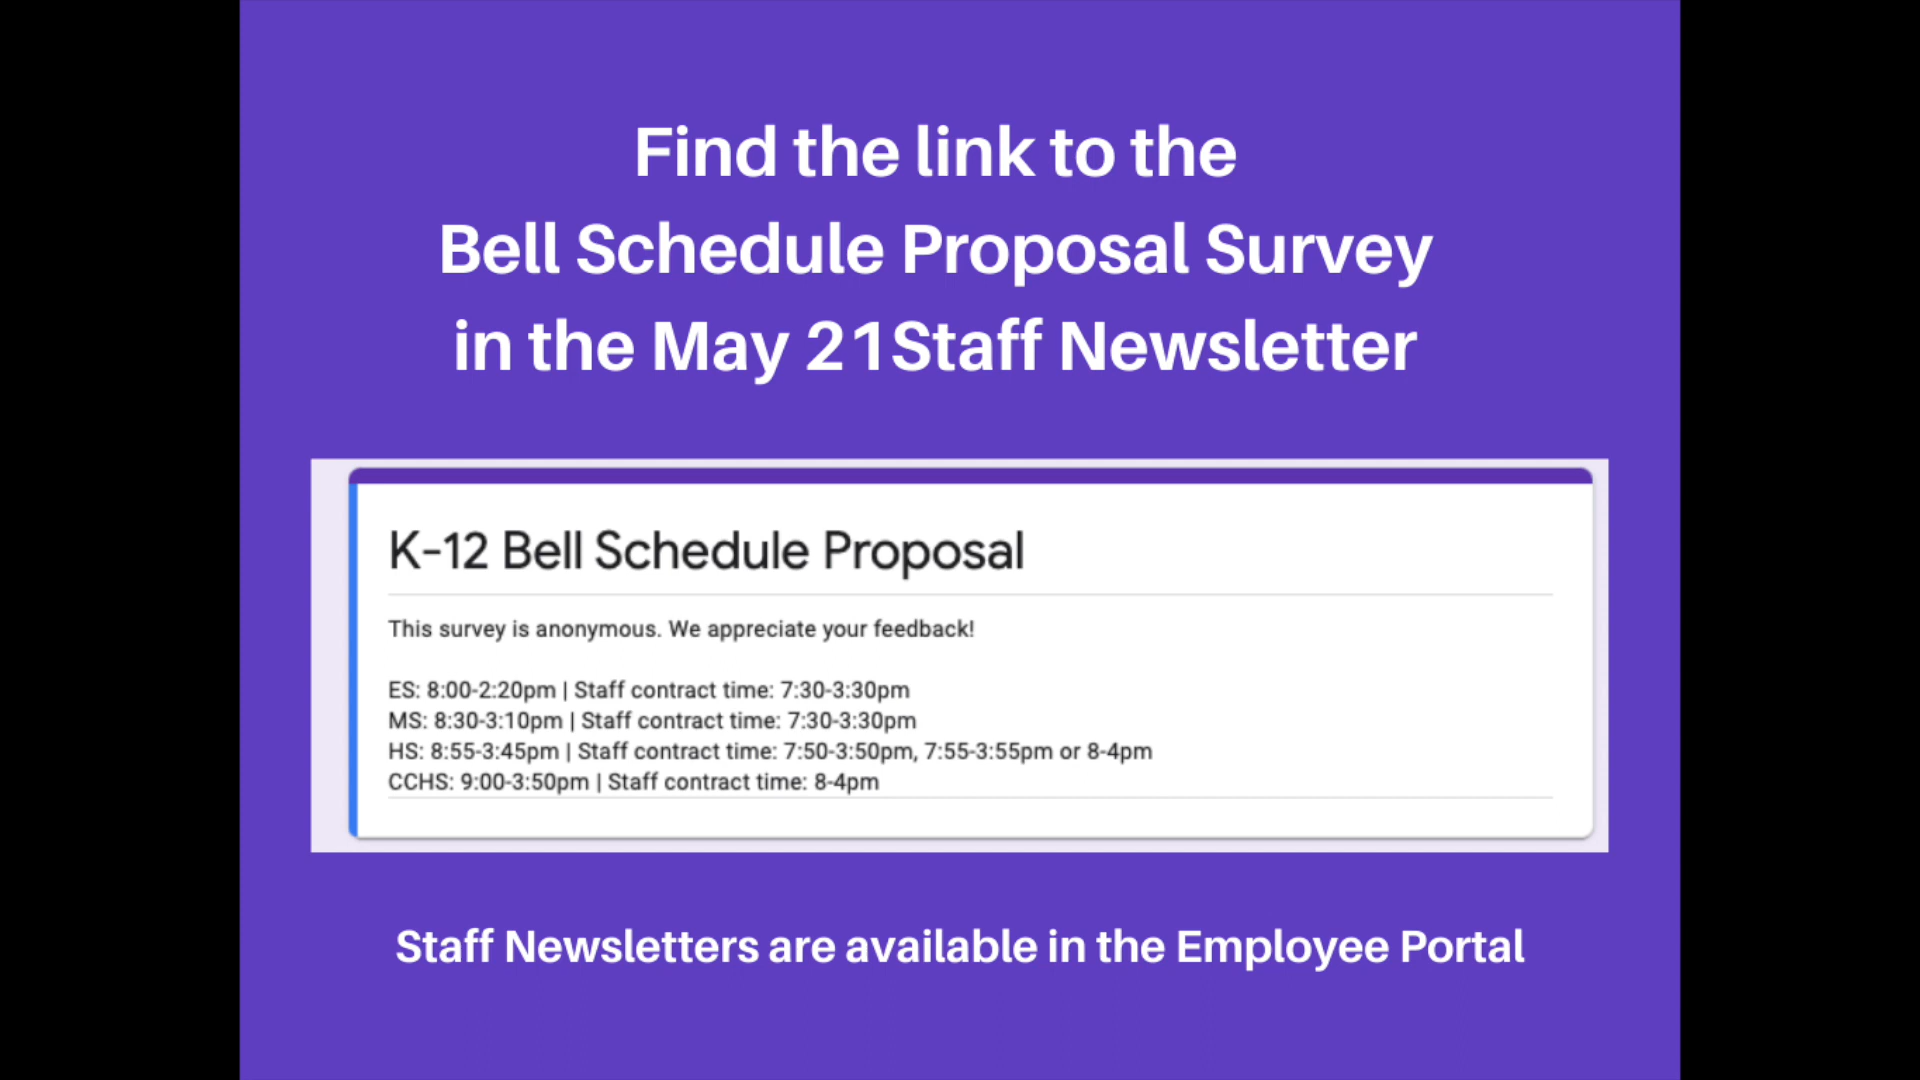 Find the link to the
Bell Schedule Proposal Survey
in the May 21Staff Newsletter
K-12 Bell Schedule Proposal
This survey is anonymous. We appreciate your feedback!
ES: 8:00-2:20pm | Staff contract time: 7:30-3:30pm
MS: 8:30-3:10pm | Staff contract time: 7:30-3:30pm
HS: 8:55-3:45pm | Staff contract time: 7:50-3:50pm, 7:55-3:55pm or 8-4pm
CCHS: 9:00-3:50pm | Staff contract time: 8-4pm
Staff Newsletters are available in the Employee Portal